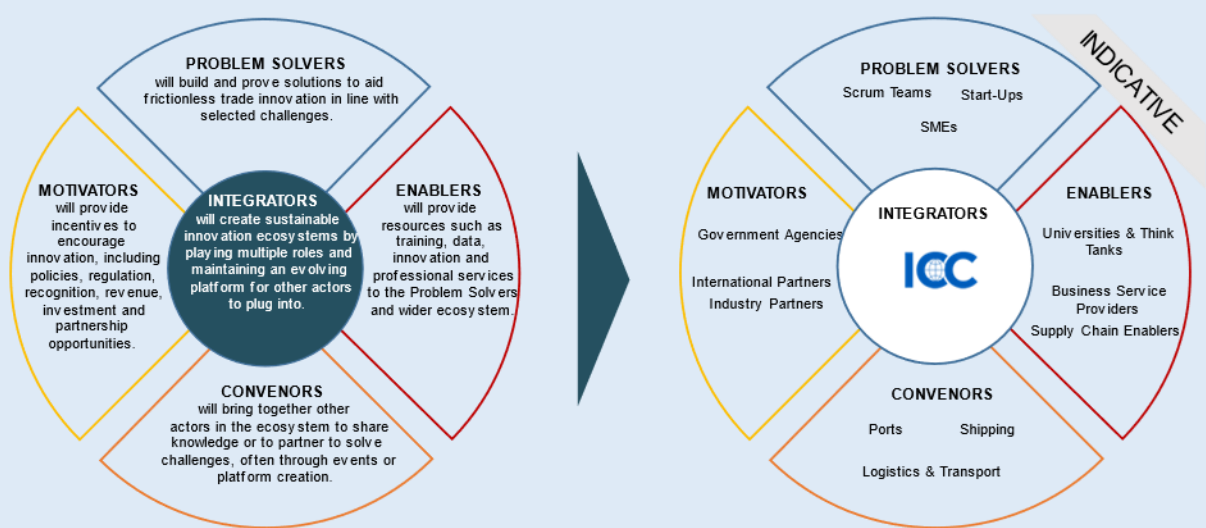 PROBLEM SOLVERS
will build and prove solutions to aid
frictionless trade innovation in line with
selected challenges.
MOTIVATORS
will provide
incentives to
encourage
innovation, including
policies, regulation,
recognition, revenue,
investment and
partnership
opportunities.
INTEGRATORS
will create sustainable
innovation ecosystems by
playing multiple roles and
maintaining an evolving
platform for other actors
to plug into.
ENABLERS
will provide
resources such as
training, data,
innovation and
professional services
to the Problem Solvers
and wider ecosystem.
CONVENORS
will bring together other
actors in the ecosystem to share
knowledge or to partner to solve
challenges, often through events or
platform creation.
INDICATIVE
PROBLEM SOLVERS
Scrum Teams
Start-Ups
SMEs
MOTIVATORS
Government Agencies
International Partners
Industry Partners
INTEGRATORS
ICC
ENABLERS
Universities & Think
Tanks
Business Service
Providers
Supply Chain Enablers
CONVENORS
Ports
Shipping
Logistics & Transport